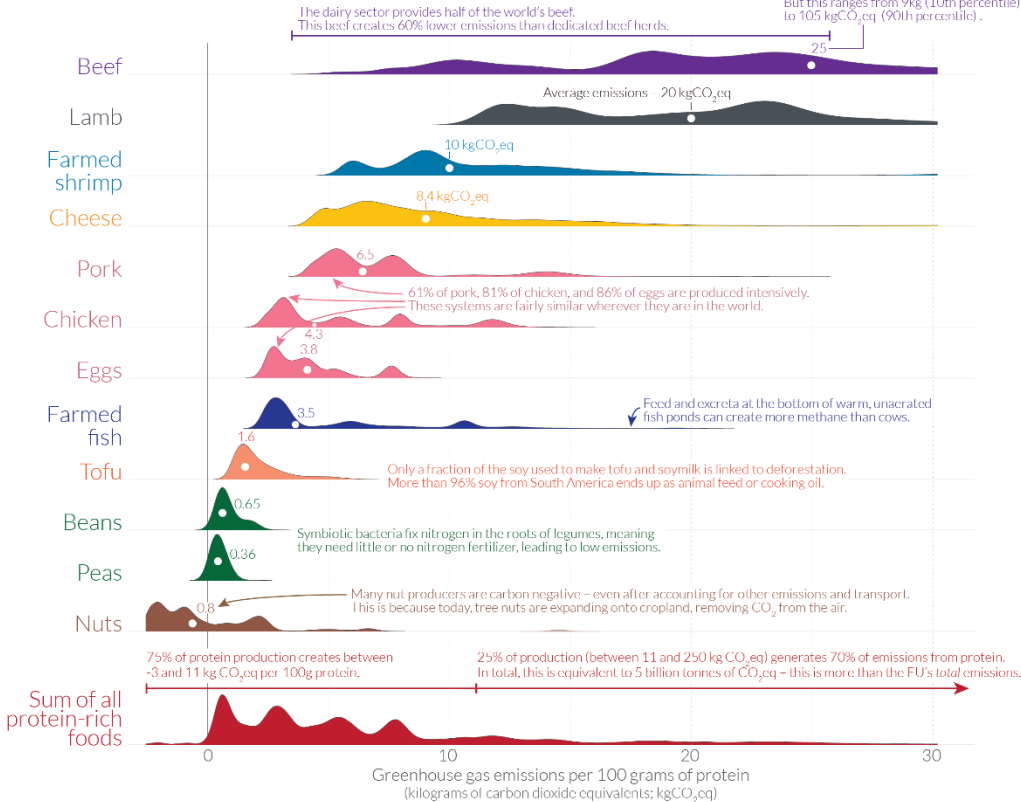 The dairy sector provides half of the world's beef.
This beef creates 60% lower emissions than dedicated beef herds.
But this ranges from 9kg (10th percentile)
to 105 kgCO₂eq (90th percentile) .
Beef
25
Lamb
Average emissions – 20 kgCO₂eq
Farmed
shrimp
10 kgCO₂eq
Cheese
8.4 kgCO₂eq
Pork
6.5
61% of pork, 81% of chicken, and 86% of eggs are produced intensively.
These systems are fairly similar wherever they are in the world.
Chicken
4.3
Eggs
3.8
Farmed
fish
3.5
Feed and excreta at the bottom of warm, unaerated
fish ponds can create more methane than cows.
Tofu
1.6
Only a fraction of the soy used to make tofu and soymilk is linked to deforestation.
More than 96% soy from South America ends up as animal feed or cooking oil.
Beans
0.65
Symbiotic bacteria fix nitrogen in the roots of legumes, meaning
they need little or no nitrogen fertilizer, leading to low emissions.
Peas
0.36
Nuts
0.8
Many nut producers are carbon negative – even after accounting for other emissions and transport.
This is because today, tree nuts are expanding onto cropland, removing CO₂ from the air.
75% of protein production creates between
-3 and 11 kg CO₂eq per 100g protein.
25% of production (between 11 and 250 kg CO₂eq) generates 70% of emissions from protein.
In total, this is equivalent to 5 billion tonnes of CO₂eq – this is more than the EU's total emissions.
Sum of all
protein-rich
foods
0 10 20 30
Greenhouse gas emissions per 100 grams of protein
(kilograms of carbon dioxide equivalents; kgCO₂eq)